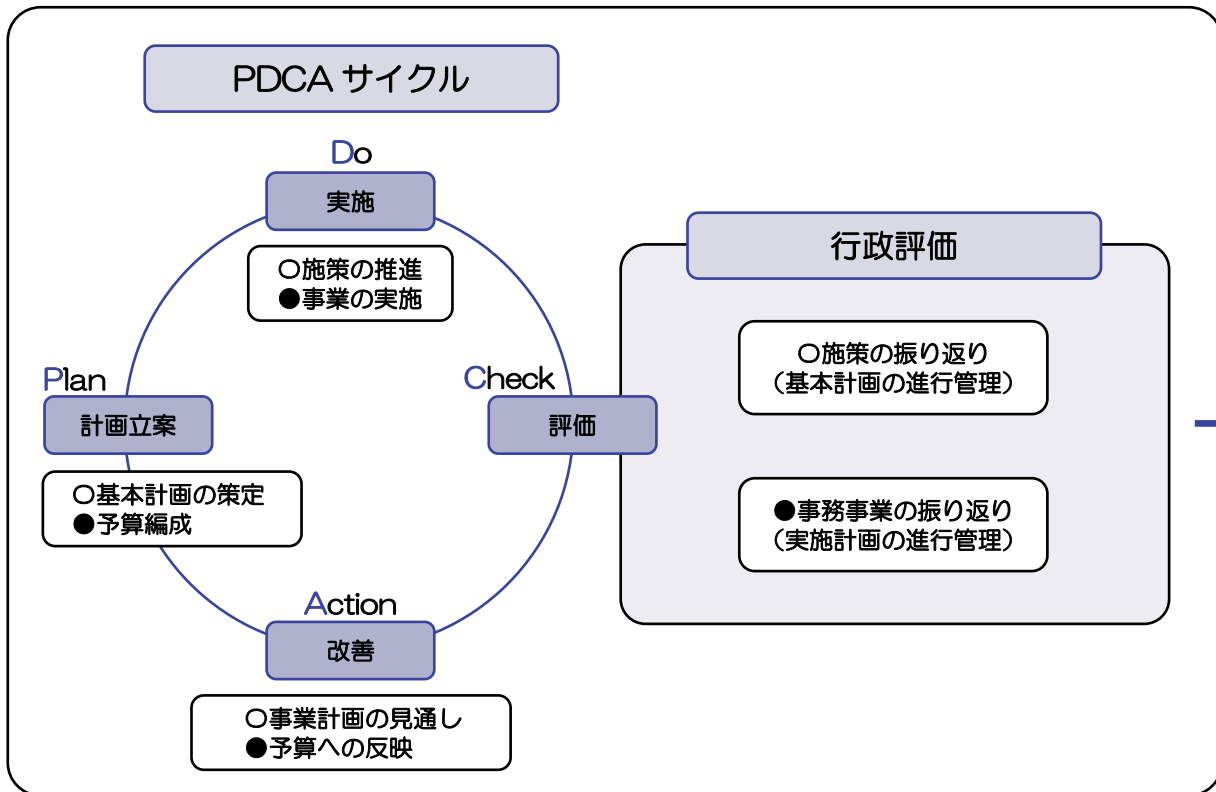 PDCA サイクル
Do
実施
○施策の推進
●事業の実施
Plan
計画立案
○基本計画の策定
●予算編成
Check
評価
Action
改善
○事業計画の見通し
●予算への反映
行政評価
○施策の振り返り
（基本計画の進行管理）
●事務事業の振り返り
（実施計画の進行管理）